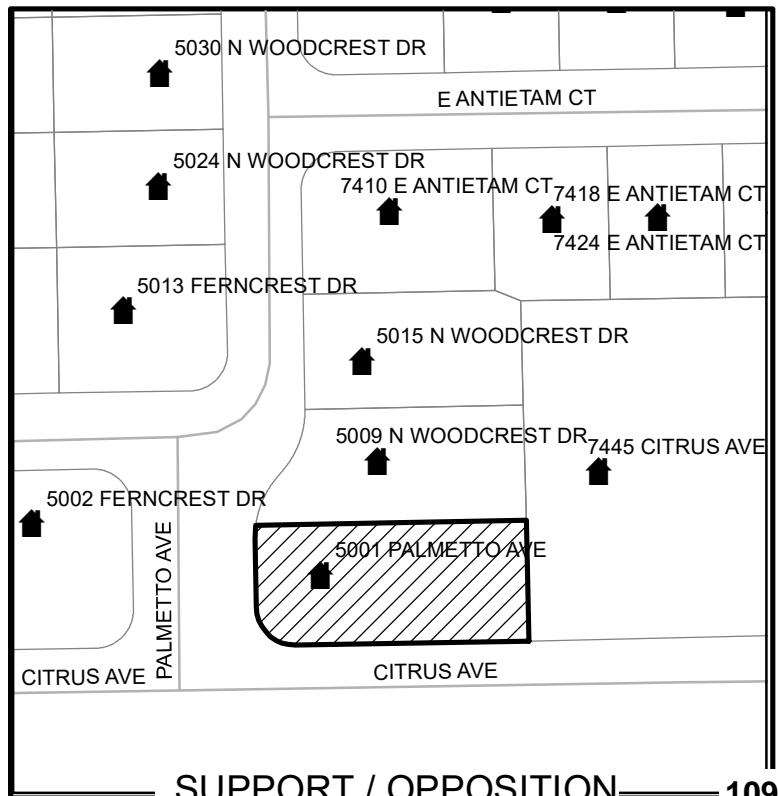 5030 N WOODCREST DR
E ANTIETAM CT
5024 N WOODCREST DR
7410 E ANTIETAM CT
7418 E ANTIETAM CT
7424 E ANTIETAM CT
5013 FERNCREST DR
5015 N WOODCREST DR
5009 N WOODCREST DR
7445 CITRUS AVE
5002 FERNCREST DR
PALMETTO AVE
5001 PALMETTO AVE
CITRUS AVE
CITRUS AVE
SUPPORT / OPPOSITION
109